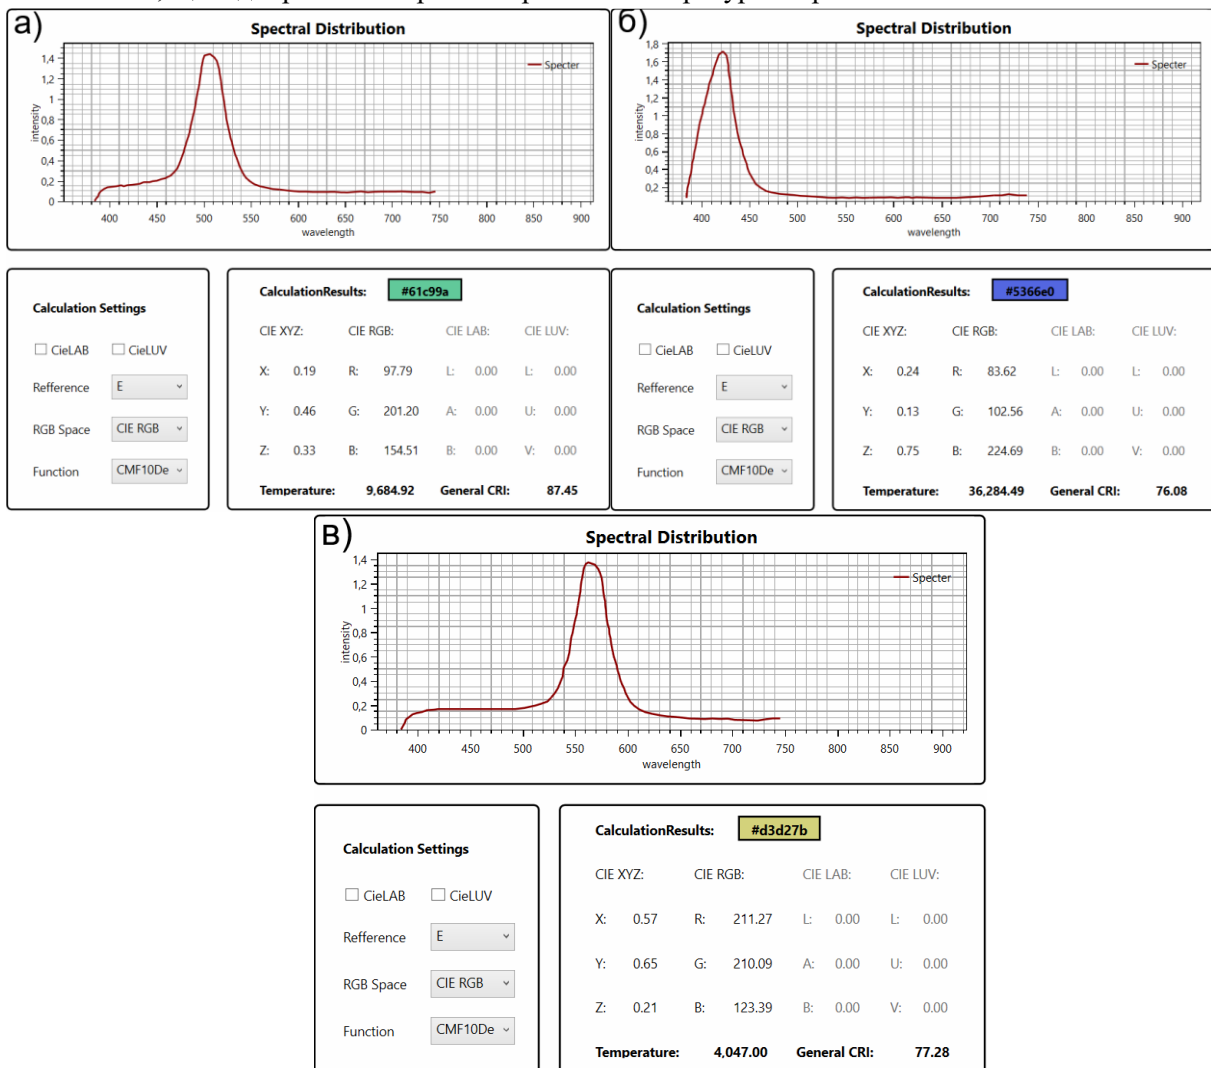 а)
Spectral Distribution
1,4
1,2
1
0,8
0,6
0,4
0,2
0
intensity
Specter
400 450 500 550 600 650 700 750 800 850 900
wavelength
Calculation Settings
CieLAB CieLUV
Refference E
RGB Space CIE RGB
Function CMF10De
CalculationResults: #61c99a
CIE XYZ: CIE RGB: CIE LAB: CIE LUV:
X: 0.19 R: 97.79 L: 0.00 L: 0.00
Y: 0.46 G: 201.20 A: 0.00 U: 0.00
Z: 0.33 B: 154.51 B: 0.00 V: 0.00
Temperature: 9,684.92 General CRI: 87.45
б)
Spectral Distribution
1,8
1,6
1,4
1,2
1
0,8
0,6
0,4
0,2
intensity
Specter
400 450 500 550 600 650 700 750 800 850 900
wavelength
Calculation Settings
CieLAB CieLUV
Refference E
RGB Space CIE RGB
Function CMF10De
CalculationResults: #5366e0
CIE XYZ: CIE RGB: CIE LAB: CIE LUV:
X: 0.24 R: 83.62 L: 0.00 L: 0.00
Y: 0.13 G: 102.56 A: 0.00 U: 0.00
Z: 0.75 B: 224.69 B: 0.00 V: 0.00
Temperature: 36,284.49 General CRI: 76.08
в)
Spectral Distribution
1,4
1,2
1
0,8
0,6
0,4
0,2
0
intensity
Specter
400 450 500 550 600 650 700 750 800 850 900
wavelength
Calculation Settings
CieLAB CieLUV
Refference E
RGB Space CIE RGB
Function CMF10De
CalculationResults: #d3d27b
CIE XYZ: CIE RGB: CIE LAB: CIE LUV:
X: 0.57 R: 211.27 L: 0.00 L: 0.00
Y: 0.65 G: 210.09 A: 0.00 U: 0.00
Z: 0.21 B: 123.39 B: 0.00 V: 0.00
Temperature: 4,047.00 General CRI: 77.28